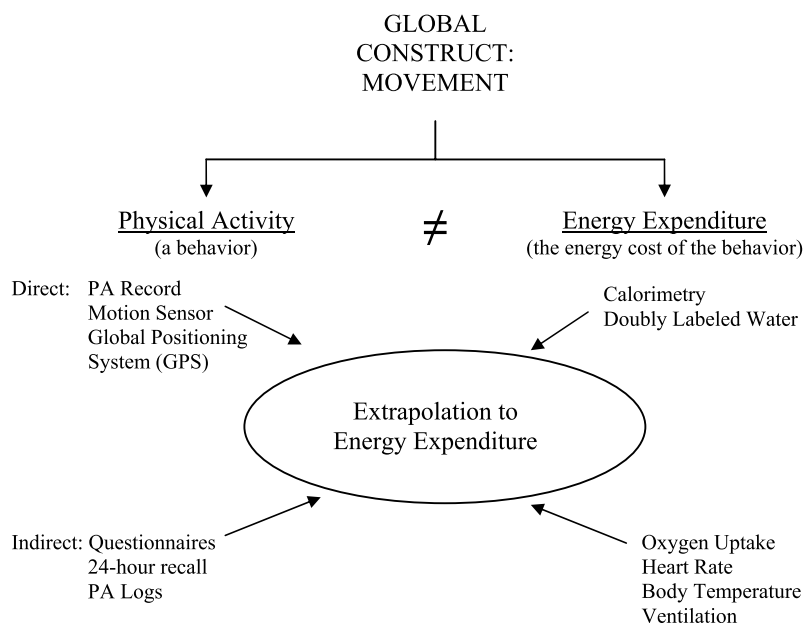 GLOBAL
CONSTRUCT:
MOVEMENT
Physical Activity
(a behavior)
≠
Energy Expenditure
(the energy cost of the behavior)
Direct: PA Record
Motion Sensor
Global Positioning
System (GPS)
Calorimetry
Doubly Labeled Water
Extrapolation to
Energy Expenditure
Indirect: Questionnaires
24-hour recall
PA Logs
Oxygen Uptake
Heart Rate
Body Temperature
Ventilation